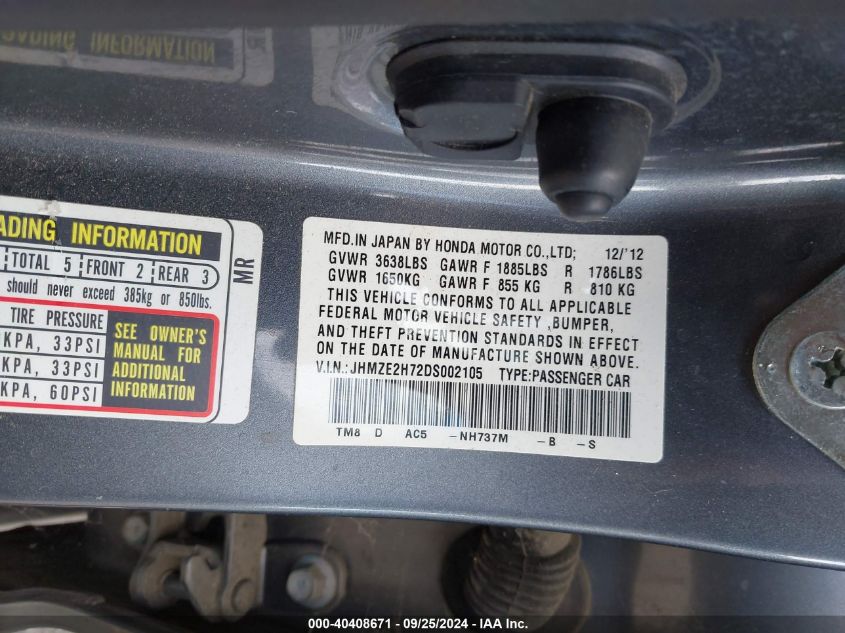 ADING INFORMATION
ADING INFORMATION
TOTAL 5 FRONT 2 REAR 3
should never exceed 385kg or 850lbs.
MR
TIRE PRESSURE
KPA, 33PSI
KPA, 33PSI
KPA, 60PSI
SEE OWNER'S
MANUAL FOR
ADDITIONAL
INFORMATION
MFD.IN JAPAN BY HONDA MOTOR CO.,LTD; 12/'12
GVWR 3638LBS GAWR F 1885LBS R 1786LBS
GVWR 1650KG GAWR F 855 KG R 810 KG
THIS VEHICLE CONFORMS TO ALL APPLICABLE
FEDERAL MOTOR VEHICLE SAFETY ,BUMPER,
AND THEFT PREVENTION STANDARDS IN EFFECT
ON THE DATE OF MANUFACTURE SHOWN ABOVE.
V.I.N.:JHMZE2H72DS002105 TYPE:PASSENGER CAR
TM8 D AC5 -NH737M -B -S
000-40408671 - 09/25/2024 - IAA Inc.